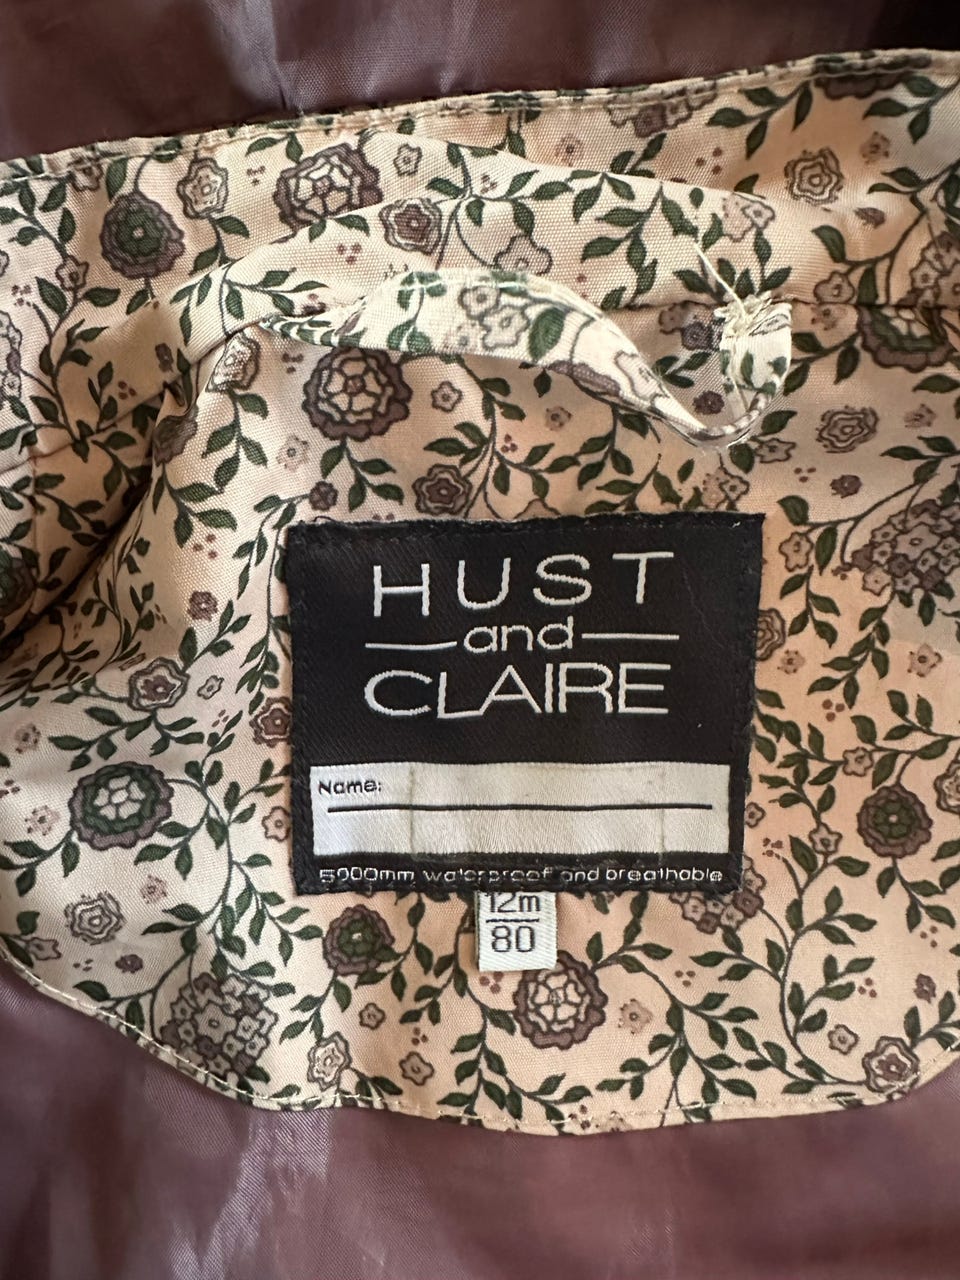 HUST
and
CLAIRE
Name:
5000mm waterproof and breathable
12m
80